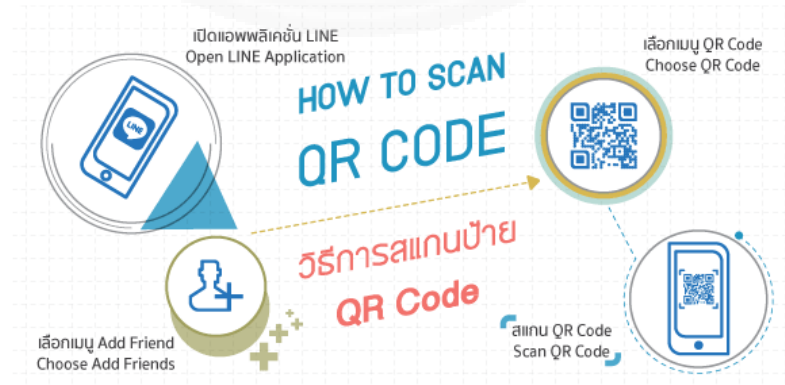 เปิดแอพพลิเคชั่น LINE
Open LINE Application
LINE
HOW TO SCAN
QR CODE
วิธีการสแกนป้าย
QR Code
เลือกเมนู Add Friend
Choose Add Friends
เลือกเมนู QR Code
Choose QR Code
สแกน QR Code
Scan QR Code